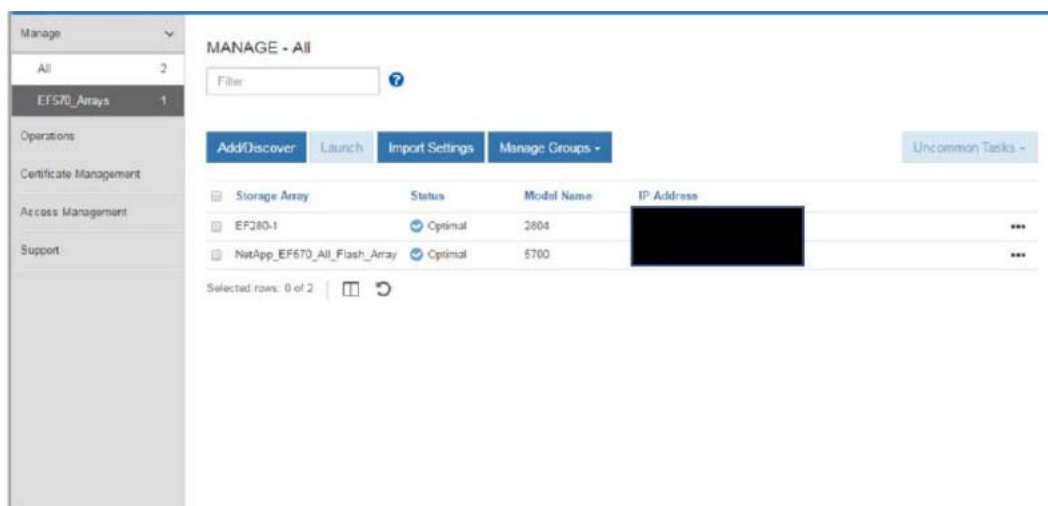 Manage
All 2
EF570_Arrays 1
Operations
Certificate Management
Access Management
Support
MANAGE - All
Filter
?
Add/Discover Launch Import Settings Manage Groups Uncommon Tasks
Storage Array Status Model Name IP Address
EF280-1 Optimal 2804 •••
NetApp_EF570_All_Flash_Array Optimal 5700 •••
Selected rows: 0 of 2